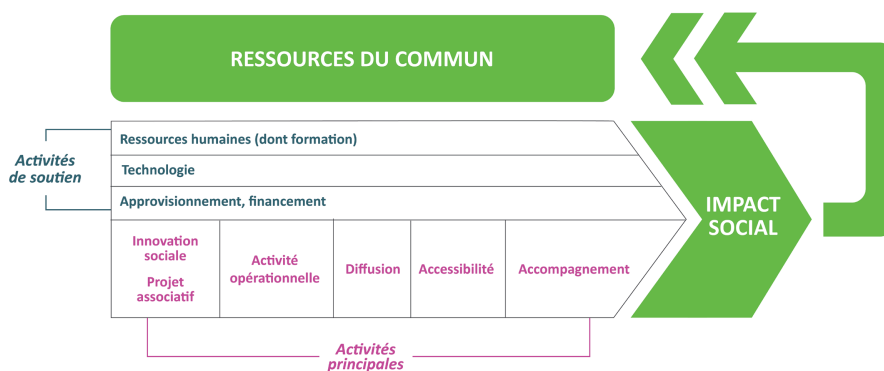 RESSOURCES DU COMMUN
Activités
de soutien
Ressources humaines (dont formation)
Technologie
Approvisionnement, financement
IMPACT
SOCIAL
Innovation
sociale
Projet
associatif
Activité
opérationnelle
Diffusion
Accessibilité
Accompagnement
Activités
principales